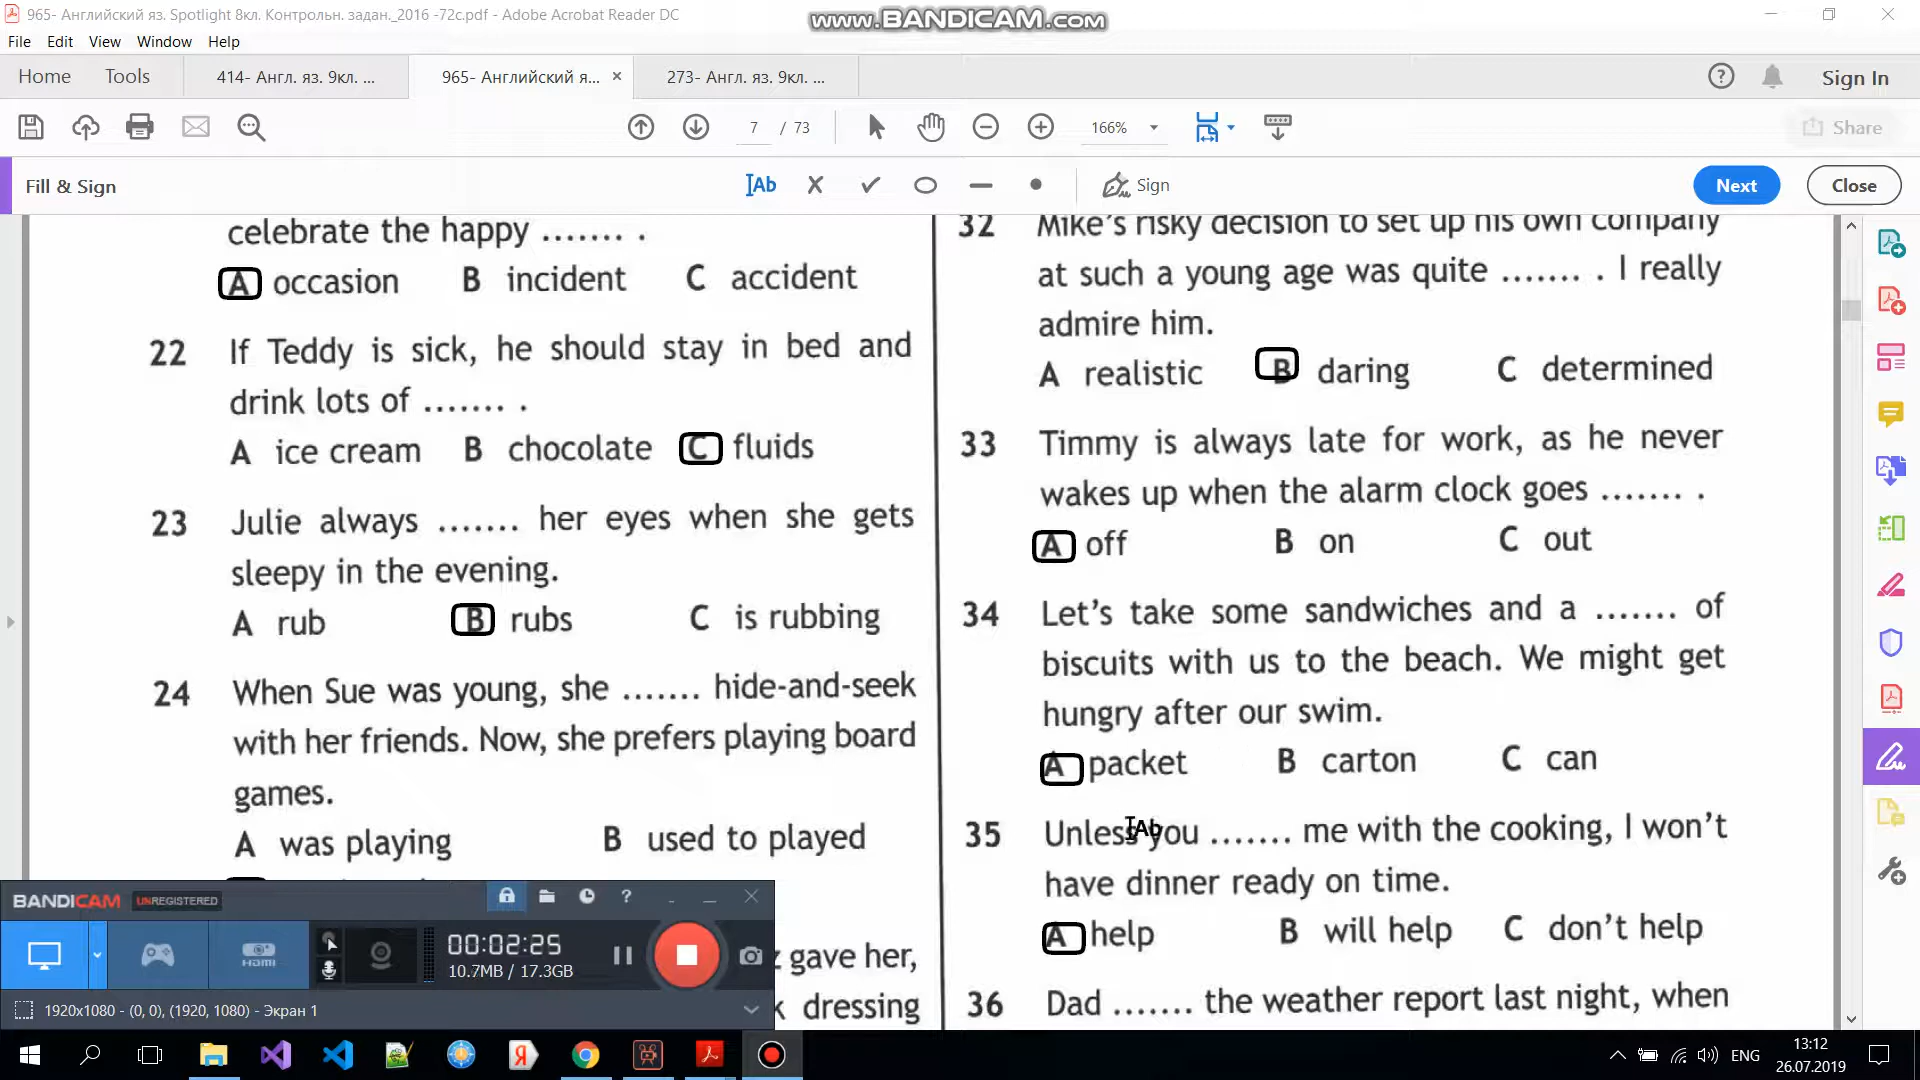 965- Английский яз. Spotlight 8кл. Контрольн. задан._2016 -72с.pdf - Adobe Acrobat Reader DC
www.BANDICAM.com
File Edit View Window Help
Home Tools 414- Англ. яз. 9кл. ... 965- Английский я... × 273- Англ. яз. 9кл. ... ? Sign In
7 / 73 166% Share
Fill & Sign IAb Sign Next Close
celebrate the happy ....... .
A occasion B incident C accident
22 If Teddy is sick, he should stay in bed and
drink lots of ....... .
A ice cream B chocolate C fluids
23 Julie always ....... her eyes when she gets
sleepy in the evening.
A rub B rubs C is rubbing
24 When Sue was young, she ....... hide-and-seek
with her friends. Now, she prefers playing board
games.
A was playing B used to played
gave her,
dressing
32 Mike's risky decision to set up his own company
at such a young age was quite ....... . I really
admire him.
A realistic B daring C determined
33 Timmy is always late for work, as he never
wakes up when the alarm clock goes ....... .
A off B on C out
34 Let's take some sandwiches and a ....... of
biscuits with us to the beach. We might get
hungry after our swim.
A packet B carton C can
35 Unless you ....... me with the cooking, I won't
have dinner ready on time.
A help B will help C don't help
36 Dad ....... the weather report last night, when
BANDICAM UNREGISTERED ?
HDMI 00:02:25
10.7MB / 17.3GB
1920x1080 - (0, 0), (1920, 1080) - Экран 1
ENG 13:12
26.07.2019